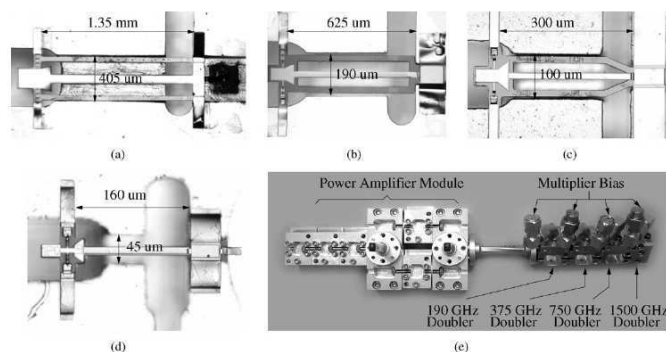 1.35 mm
405 um
(a)
625 um
190 um
(b)
300 um
100 um
(c)
160 um
45 um
(d)
Power Amplifier Module
Multiplier Bias
190 GHz 375 GHz 750 GHz 1500 GHz
Doubler Doubler Doubler Doubler
(e)